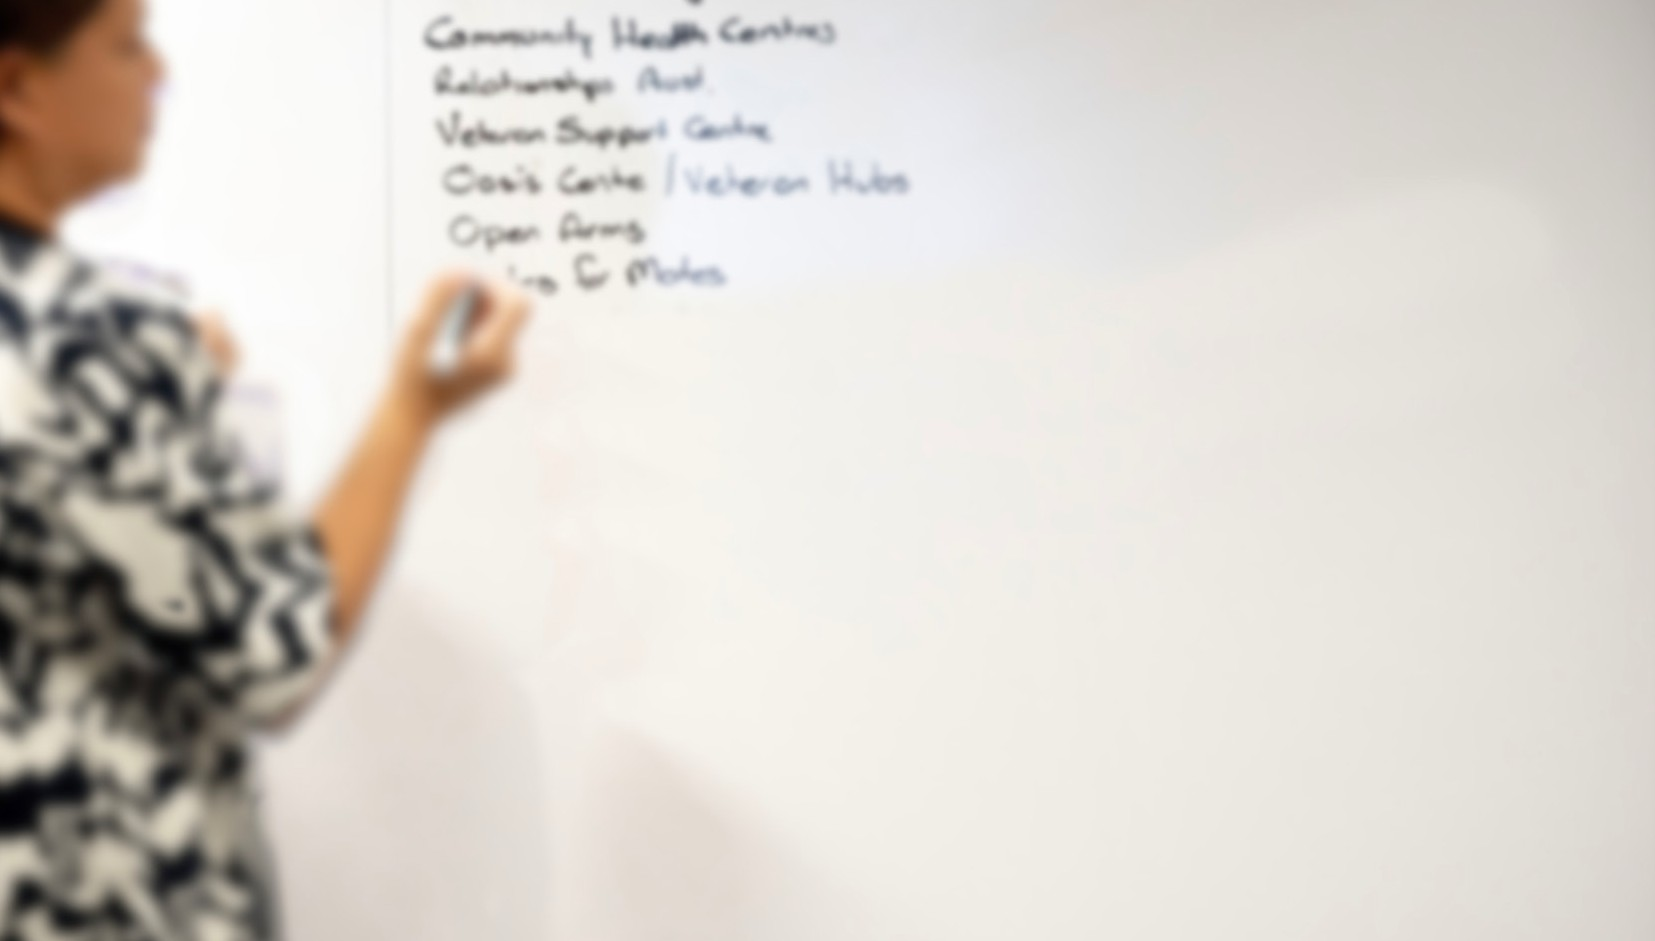 Community Health Centres
Relationships Aust.
Veteran Support Centre
Oasis Centre / Veteran Hubs
Open Arms
& Mates